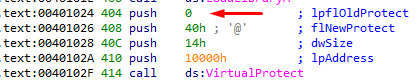 .text:00401024 404 push 0 ; lpflOldProtect
.text:00401026 408 push 40h ; '@' ; flNewProtect
.text:00401028 40C push 14h ; dwSize
.text:0040102A 410 push 10000h ; lpAddress
.text:0040102F 414 call ds:VirtualProtect